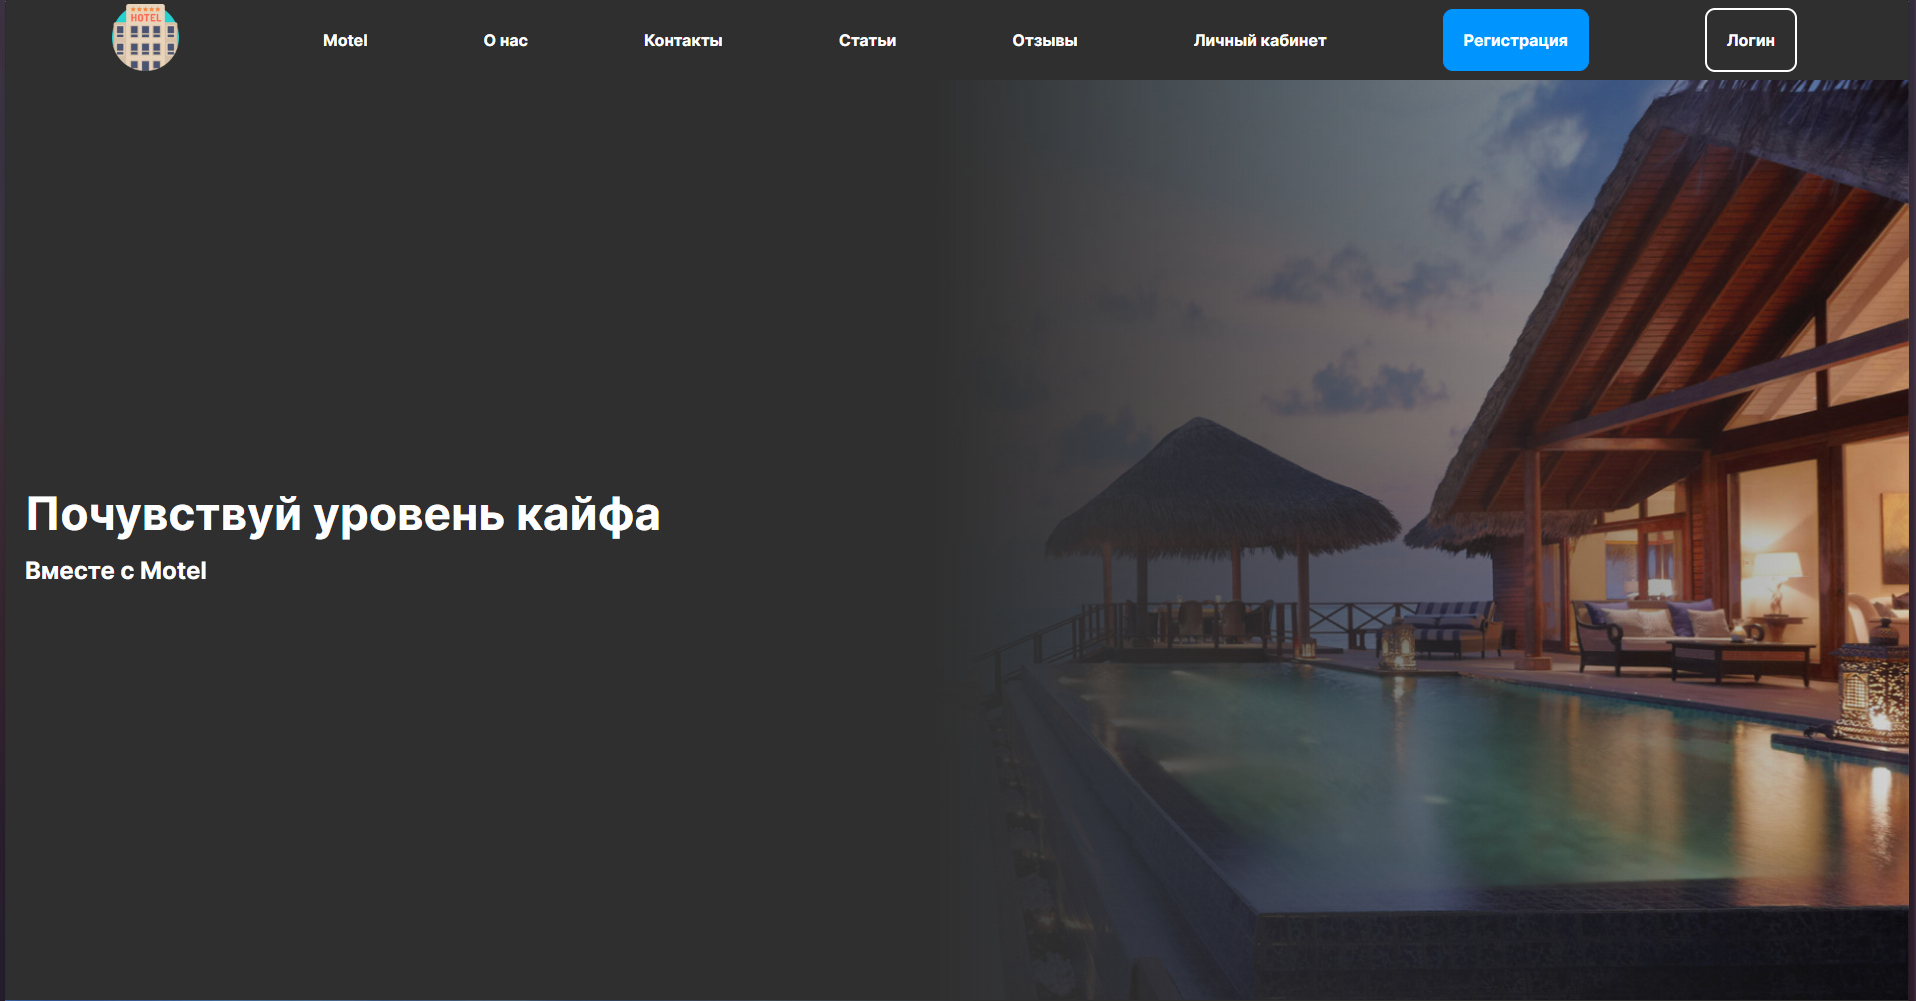 HOTEL
Motel
О нас
Контакты
Статьи
Отзывы
Личный кабинет
Регистрация
Логин
Почувствуй уровень кайфа
Вместе с Motel